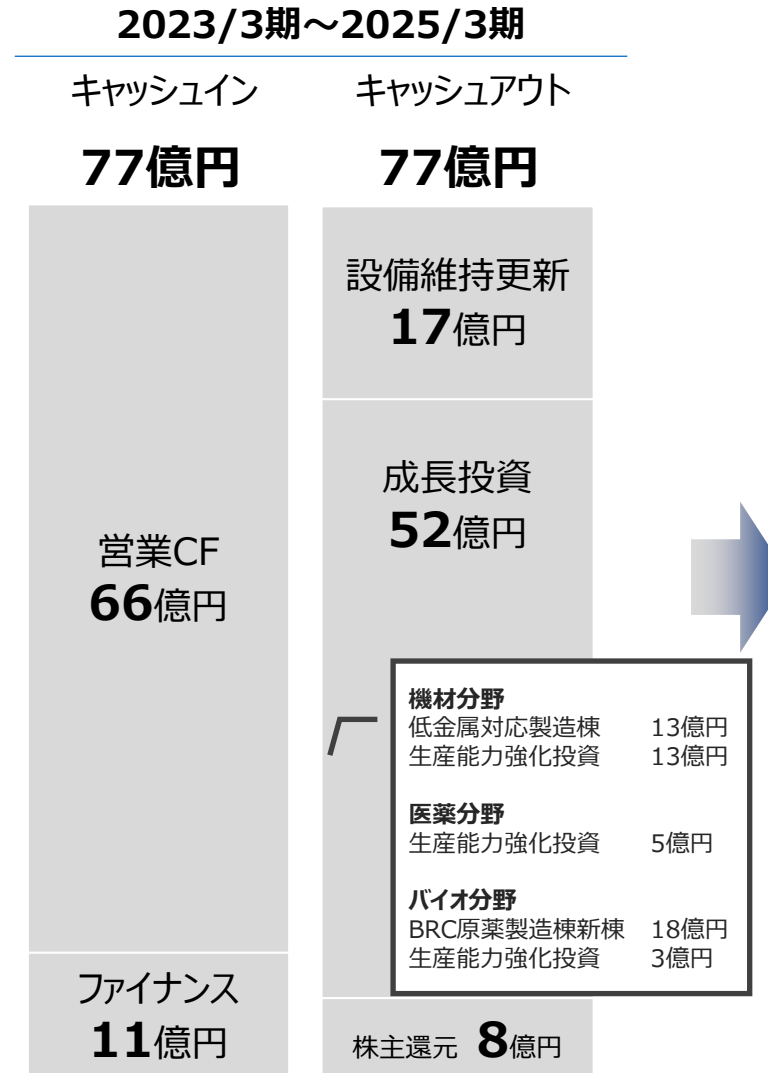 2023/3期～2025/3期
キャッシュイン
キャッシュアウト
77億円
77億円
営業CF
66億円
ファイナンス
11億円
設備維持更新
17億円
成長投資
52億円
機材分野
低金属対応製造棟 13億円
生産能力強化投資 13億円
医薬分野
生産能力強化投資 5億円
バイオ分野
BRC原薬製造棟新棟 18億円
生産能力強化投資 3億円
株主還元 8億円